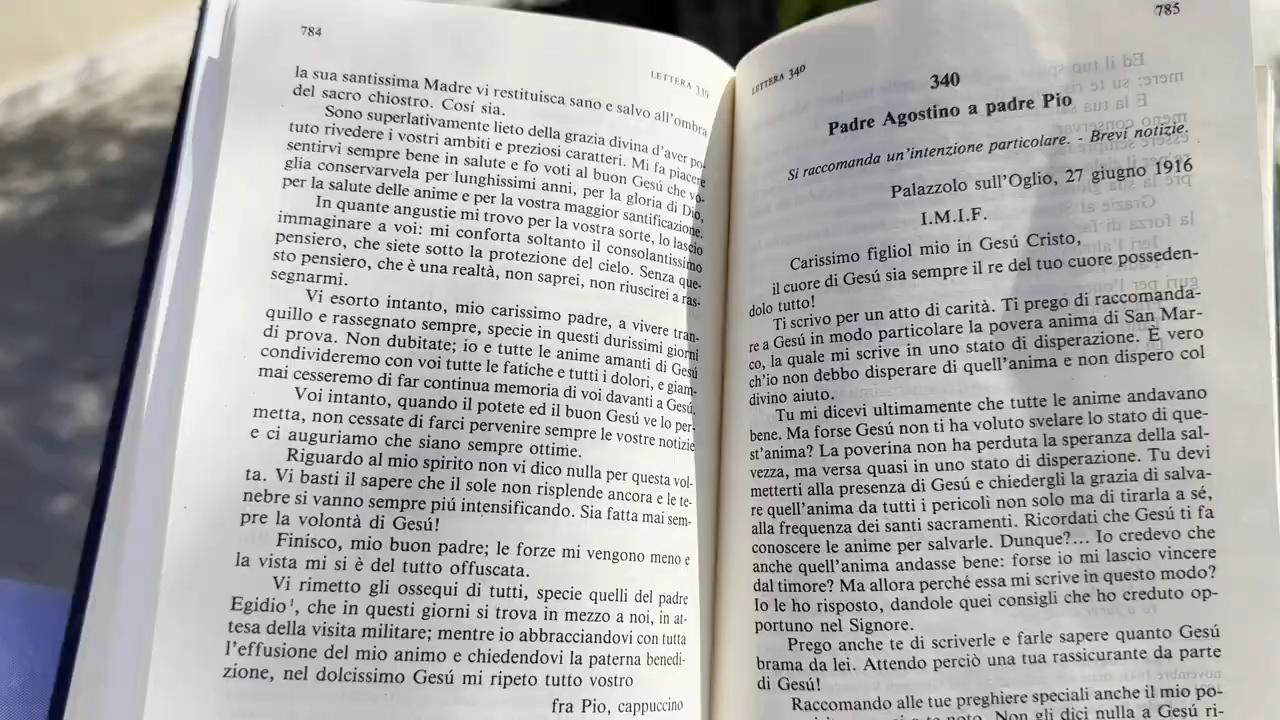 784
LETTERA 339
la sua santissima Madre vi restituisca sano e salvo all'ombra
del sacro chiostro. Cosí sia.
Sono superlativamente lieto della grazia divina d'aver po-
tuto rivedere i vostri ambiti e preziosi caratteri. Mi fa piacere
sentirvi sempre bene in salute e fo voti al buon Gesú che vo-
glia conservarvela per lunghissimi anni, per la gloria di Dio,
per la salute delle anime e per la vostra maggior santificazione.
In quante angustie mi trovo per la vostra sorte, lo lascio
immaginare a voi: mi conforta soltanto il consolantissimo
pensiero, che siete sotto la protezione del cielo. Senza que-
sto pensiero, che è una realtà, non saprei, non riuscirei a ras-
segnarmi.
Vi esorto intanto, mio carissimo padre, a vivere tran-
quillo e rassegnato sempre, specie in questi durissimi giorni
di prova. Non dubitate; io e tutte le anime amanti di Gesú
condivideremo con voi tutte le fatiche e tutti i dolori, e giam-
mai cesseremo di far continua memoria di voi davanti a Gesú.
Voi intanto, quando il potete ed il buon Gesú ve lo per-
metta, non cessate di farci pervenire sempre le vostre notizie
e ci auguriamo che siano sempre ottime.
Riguardo al mio spirito non vi dico nulla per questa vol-
ta. Vi basti il sapere che il sole non risplende ancora e le te-
nebre si vanno sempre piú intensificando. Sia fatta mai sem-
pre la volontà di Gesú!
Finisco, mio buon padre; le forze mi vengono meno e
la vista mi si è del tutto offuscata.
Vi rimetto gli ossequi di tutti, specie quelli del padre
Egidio¹, che in questi giorni si trova in mezzo a noi, in at-
tesa della visita militare; mentre io abbracciandovi con tutta
l'effusione del mio animo e chiedendovi la paterna benedi-
zione, nel dolcissimo Gesú mi ripeto tutto vostro
fra Pio, cappuccino
785
LETTERA 340
340
Padre Agostino a padre Pio
Si raccomanda un'intenzione particolare. - Brevi notizie.
Palazzolo sull'Oglio, 27 giugno 1916
I.M.I.F.
Carissimo figliol mio in Gesú Cristo,
il cuore di Gesú sia sempre il re del tuo cuore posseden-
dolo tutto!
Ti scrivo per un atto di carità. Ti prego di raccomanda-
re a Gesú in modo particolare la povera anima di San Mar-
co, la quale mi scrive in uno stato di disperazione. È vero
ch'io non debbo disperare di quell'anima e non dispero col
divino aiuto.
Tu mi dicevi ultimamente che tutte le anime andavano
bene. Ma forse Gesú non ti ha voluto svelare lo stato di que-
st'anima? La poverina non ha perduta la speranza della sal-
vezza, ma versa quasi in uno stato di disperazione. Tu devi
metterti alla presenza di Gesú e chiedergli la grazia di salva-
re quell'anima da tutti i pericoli non solo ma di tirarla a sé,
alla frequenza dei santi sacramenti. Ricordati che Gesú ti fa
conoscere le anime per salvarle. Dunque?... Io credevo che
anche quell'anima andasse bene: forse io mi lascio vincere
dal timore? Ma allora perché essa mi scrive in questo modo?
Io le ho risposto, dandole quei consigli che ho creduto op-
portuno nel Signore.
Prego anche te di scriverle e farle sapere quanto Gesú
brama da lei. Attendo perciò una tua rassicurante da parte
di Gesú!
Raccomando alle tue preghiere speciali anche il mio po-
Non gli dici nulla a Gesú ri-